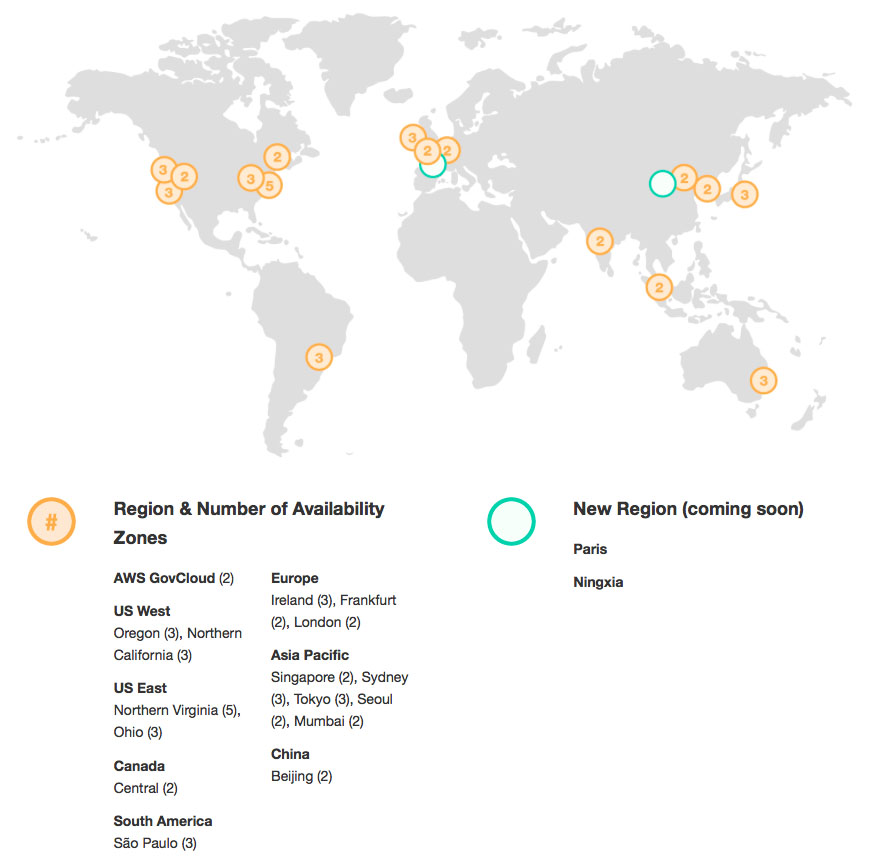 2
3
2
3
3
5
3
2
2
2
2
3
2
2
3
3
#
Region & Number of Availability
Zones
AWS GovCloud (2)
US West
Oregon (3), Northern
California (3)
US East
Northern Virginia (5),
Ohio (3)
Canada
Central (2)
South America
São Paulo (3)
Europe
Ireland (3), Frankfurt
(2), London (2)
Asia Pacific
Singapore (2), Sydney
(3), Tokyo (3), Seoul
(2), Mumbai (2)
China
Beijing (2)
New Region (coming soon)
Paris
Ningxia